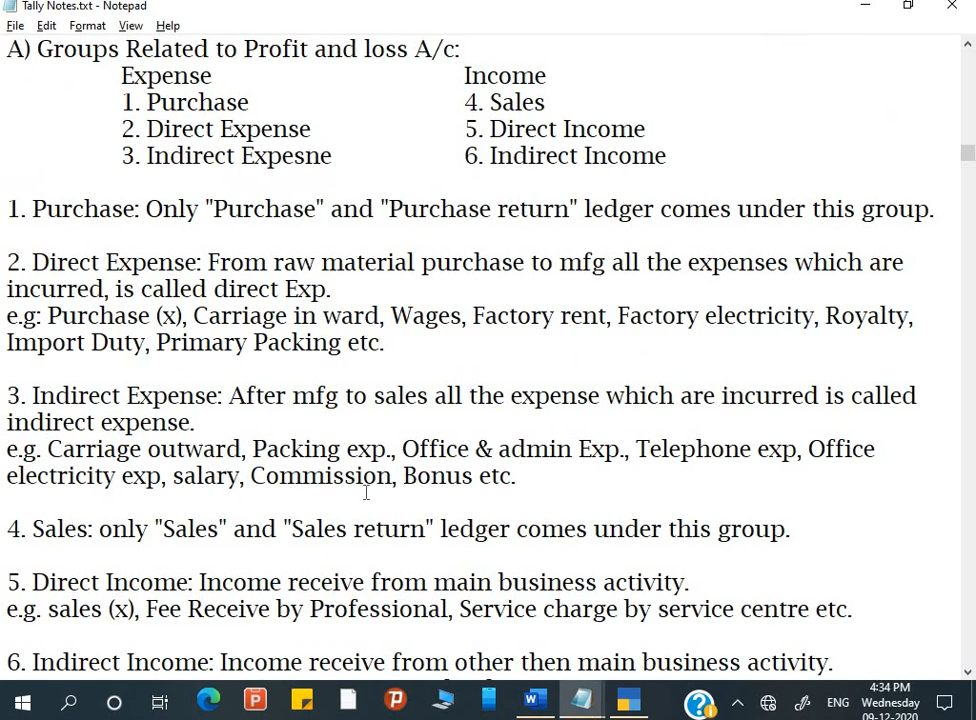 Tally Notes.txt - Notepad
File Edit Format View Help
A) Groups Related to Profit and loss A/c:
Expense Income
1. Purchase 4. Sales
2. Direct Expense 5. Direct Income
3. Indirect Expesne 6. Indirect Income
1. Purchase: Only "Purchase" and "Purchase return" ledger comes under this group.
2. Direct Expense: From raw material purchase to mfg all the expenses which are
incurred, is called direct Exp.
e.g: Purchase (x), Carriage in ward, Wages, Factory rent, Factory electricity, Royalty,
Import Duty, Primary Packing etc.
3. Indirect Expense: After mfg to sales all the expense which are incurred is called
indirect expense.
e.g. Carriage outward, Packing exp., Office & admin Exp., Telephone exp, Office
electricity exp, salary, Commission, Bonus etc.
4. Sales: only "Sales" and "Sales return" ledger comes under this group.
5. Direct Income: Income receive from main business activity.
e.g. sales (x), Fee Receive by Professional, Service charge by service centre etc.
6. Indirect Income: Income receive from other then main business activity.
4:34 PM
ENG Wednesday
09-12-2020